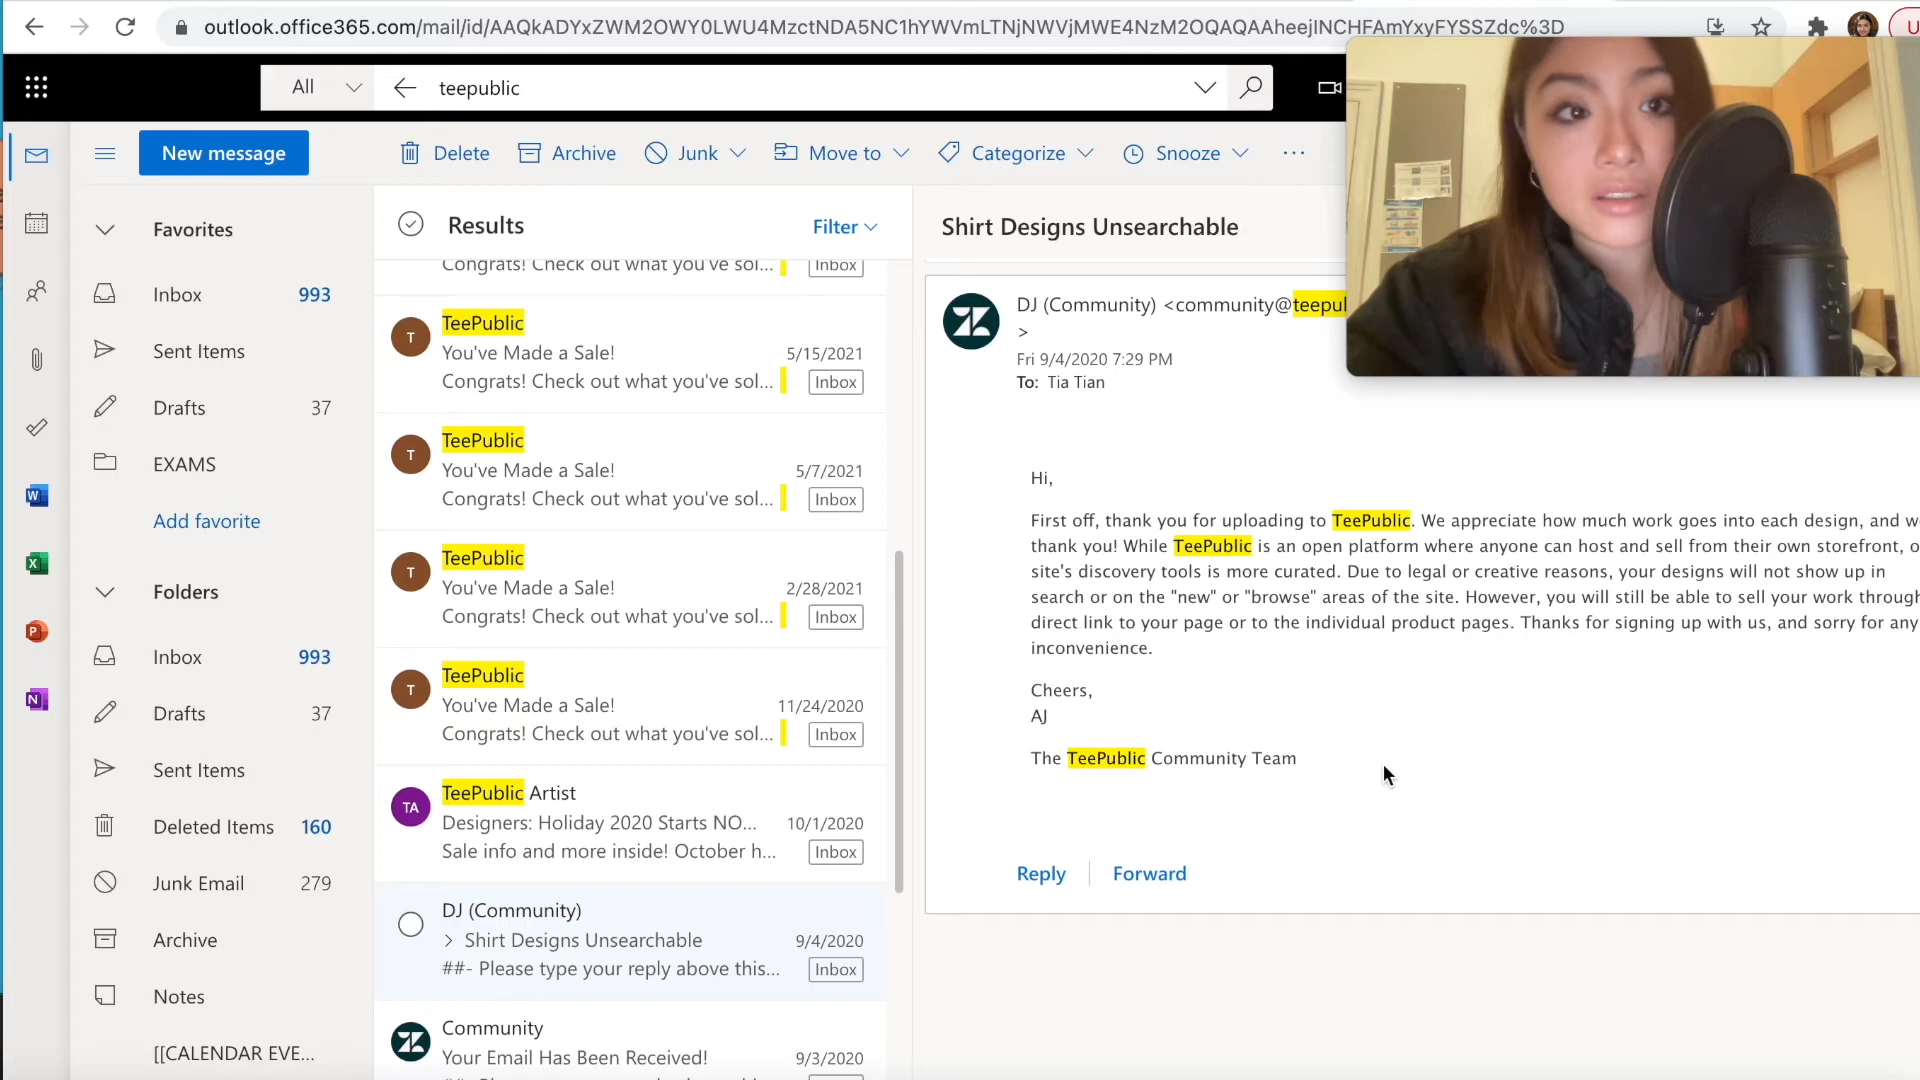 outlook.office365.com/mail/id/AAQkADYxZWM2OWY0LWU4MzctNDA5NC1hYWVmLTNjNWVjMWE4NzM2OQAQAAheejINCHFAmYxyFYSSZdc%3D
All
teepublic
New message
Delete
Archive
Junk
Move to
Categorize
Snooze
Favorites
Inbox 993
Sent Items
Drafts 37
EXAMS
Add favorite
Folders
Inbox 993
Drafts 37
Sent Items
Deleted Items 160
Junk Email 279
Archive
Notes
[[CALENDAR EVE...
Results
Filter
Congrats! Check out what you've sol... Inbox
T
TeePublic
You've Made a Sale! 5/15/2021
Congrats! Check out what you've sol... Inbox
T
TeePublic
You've Made a Sale! 5/7/2021
Congrats! Check out what you've sol... Inbox
T
TeePublic
You've Made a Sale! 2/28/2021
Congrats! Check out what you've sol... Inbox
T
TeePublic
You've Made a Sale! 11/24/2020
Congrats! Check out what you've sol... Inbox
TA
TeePublic Artist
Designers: Holiday 2020 Starts NO... 10/1/2020
Sale info and more inside! October h... Inbox
DJ (Community)
> Shirt Designs Unsearchable 9/4/2020
##- Please type your reply above this... Inbox
Community
Your Email Has Been Received! 9/3/2020
Shirt Designs Unsearchable
DJ (Community) <community@teepul
>
Fri 9/4/2020 7:29 PM
To: Tia Tian
Hi,
First off, thank you for uploading to TeePublic. We appreciate how much work goes into each design, and w
thank you! While TeePublic is an open platform where anyone can host and sell from their own storefront, o
site's discovery tools is more curated. Due to legal or creative reasons, your designs will not show up in
search or on the "new" or "browse" areas of the site. However, you will still be able to sell your work through
direct link to your page or to the individual product pages. Thanks for signing up with us, and sorry for any
inconvenience.
Cheers,
AJ
The TeePublic Community Team
Reply
Forward